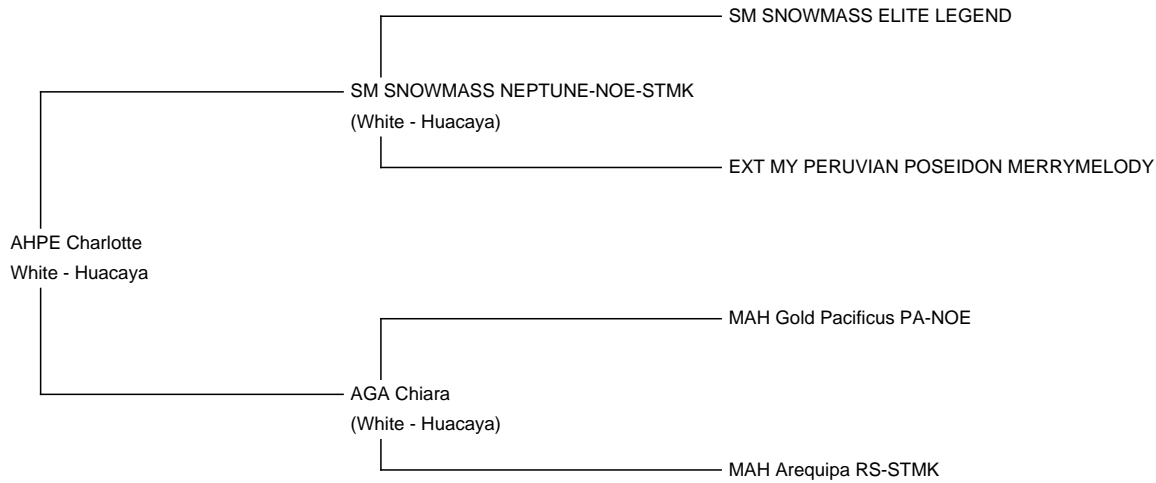 SM SNOWMASS ELITE LEGEND
SM SNOWMASS NEPTUNE-NOE-STMK
(White - Huacaya)
EXT MY PERUVIAN POSEIDON MERRYMELODY
AHPE Charlotte
White - Huacaya
MAH Gold Pacificus PA-NOE
AGA Chiara
(White - Huacaya)
MAH Arequipa RS-STMK